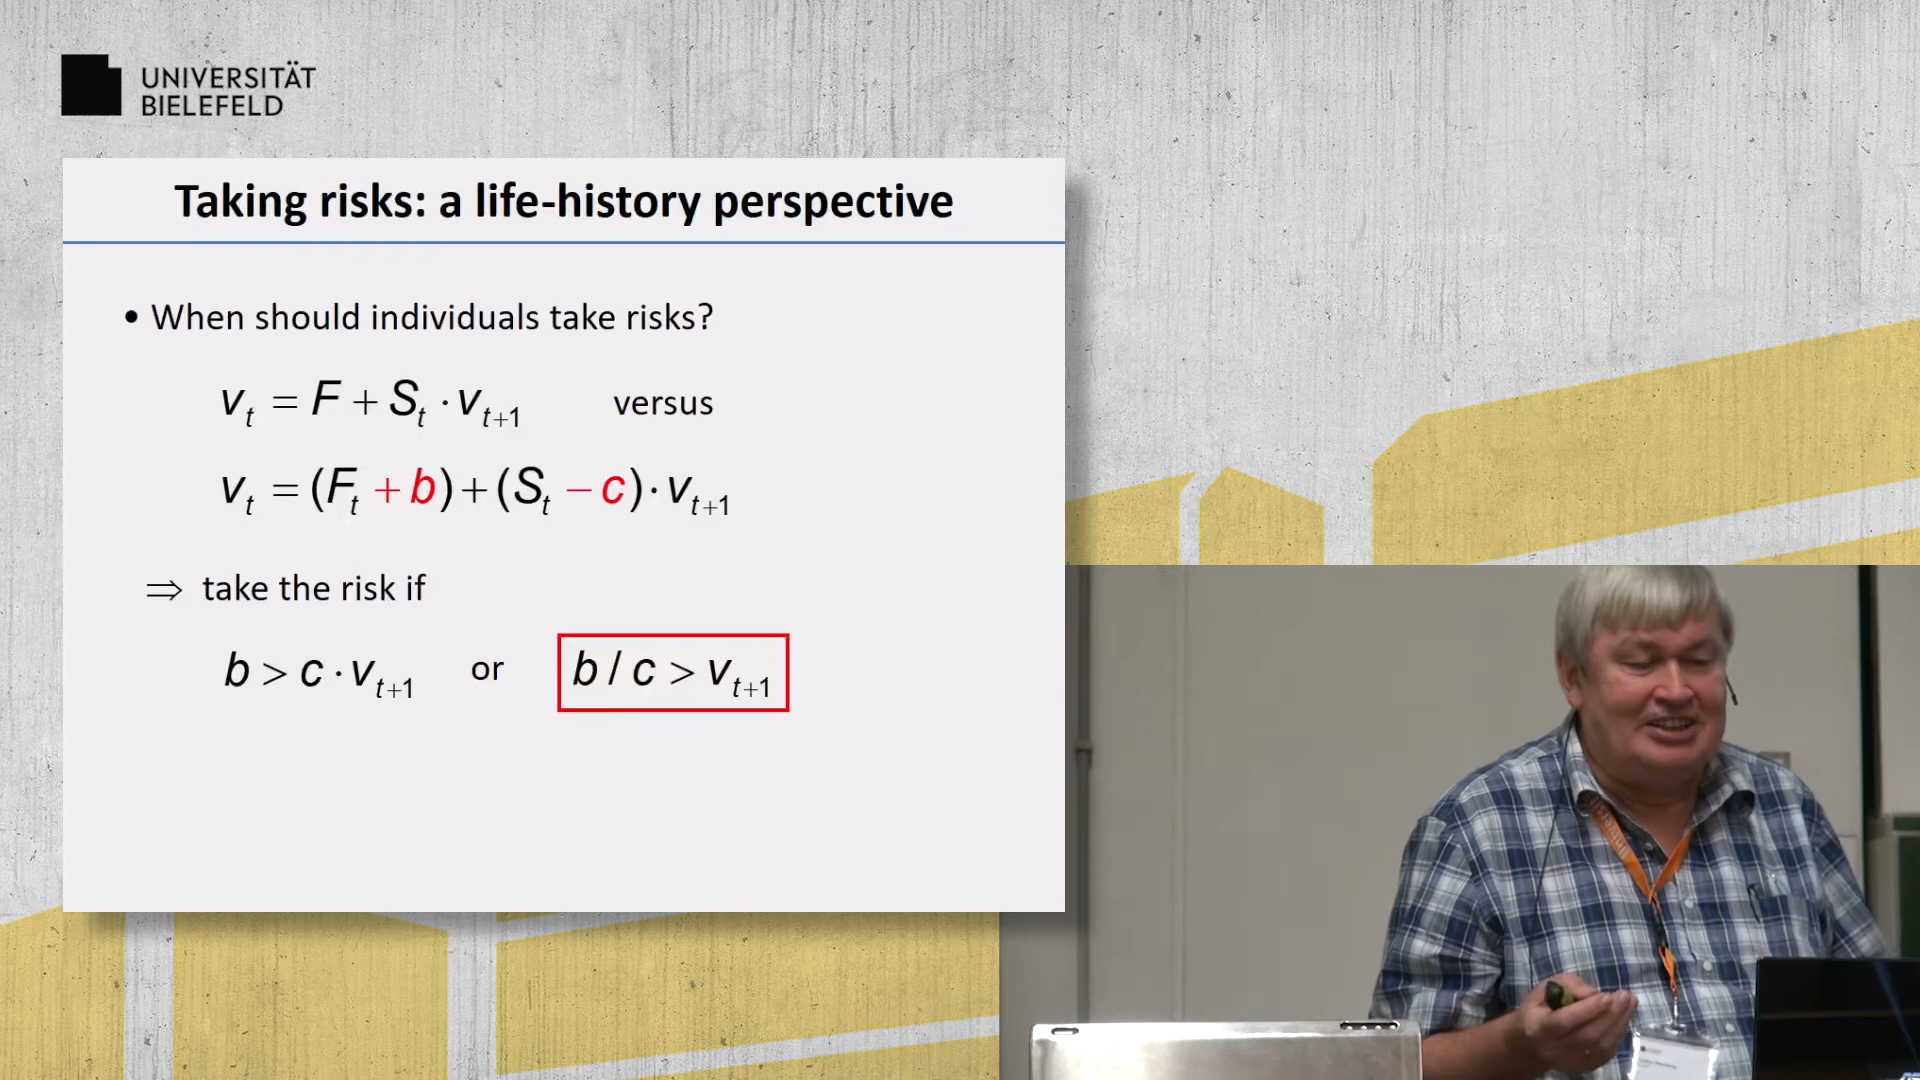 UNIVERSITÄT
BIELEFELD
Taking risks: a life-history perspective
• When should individuals take risks?
v_t = F + S_t · v_{t+1} versus
v_t = (F_t + b) + (S_t − c) · v_{t+1}
⇒ take the risk if
b > c · v_{t+1} or b / c > v_{t+1}